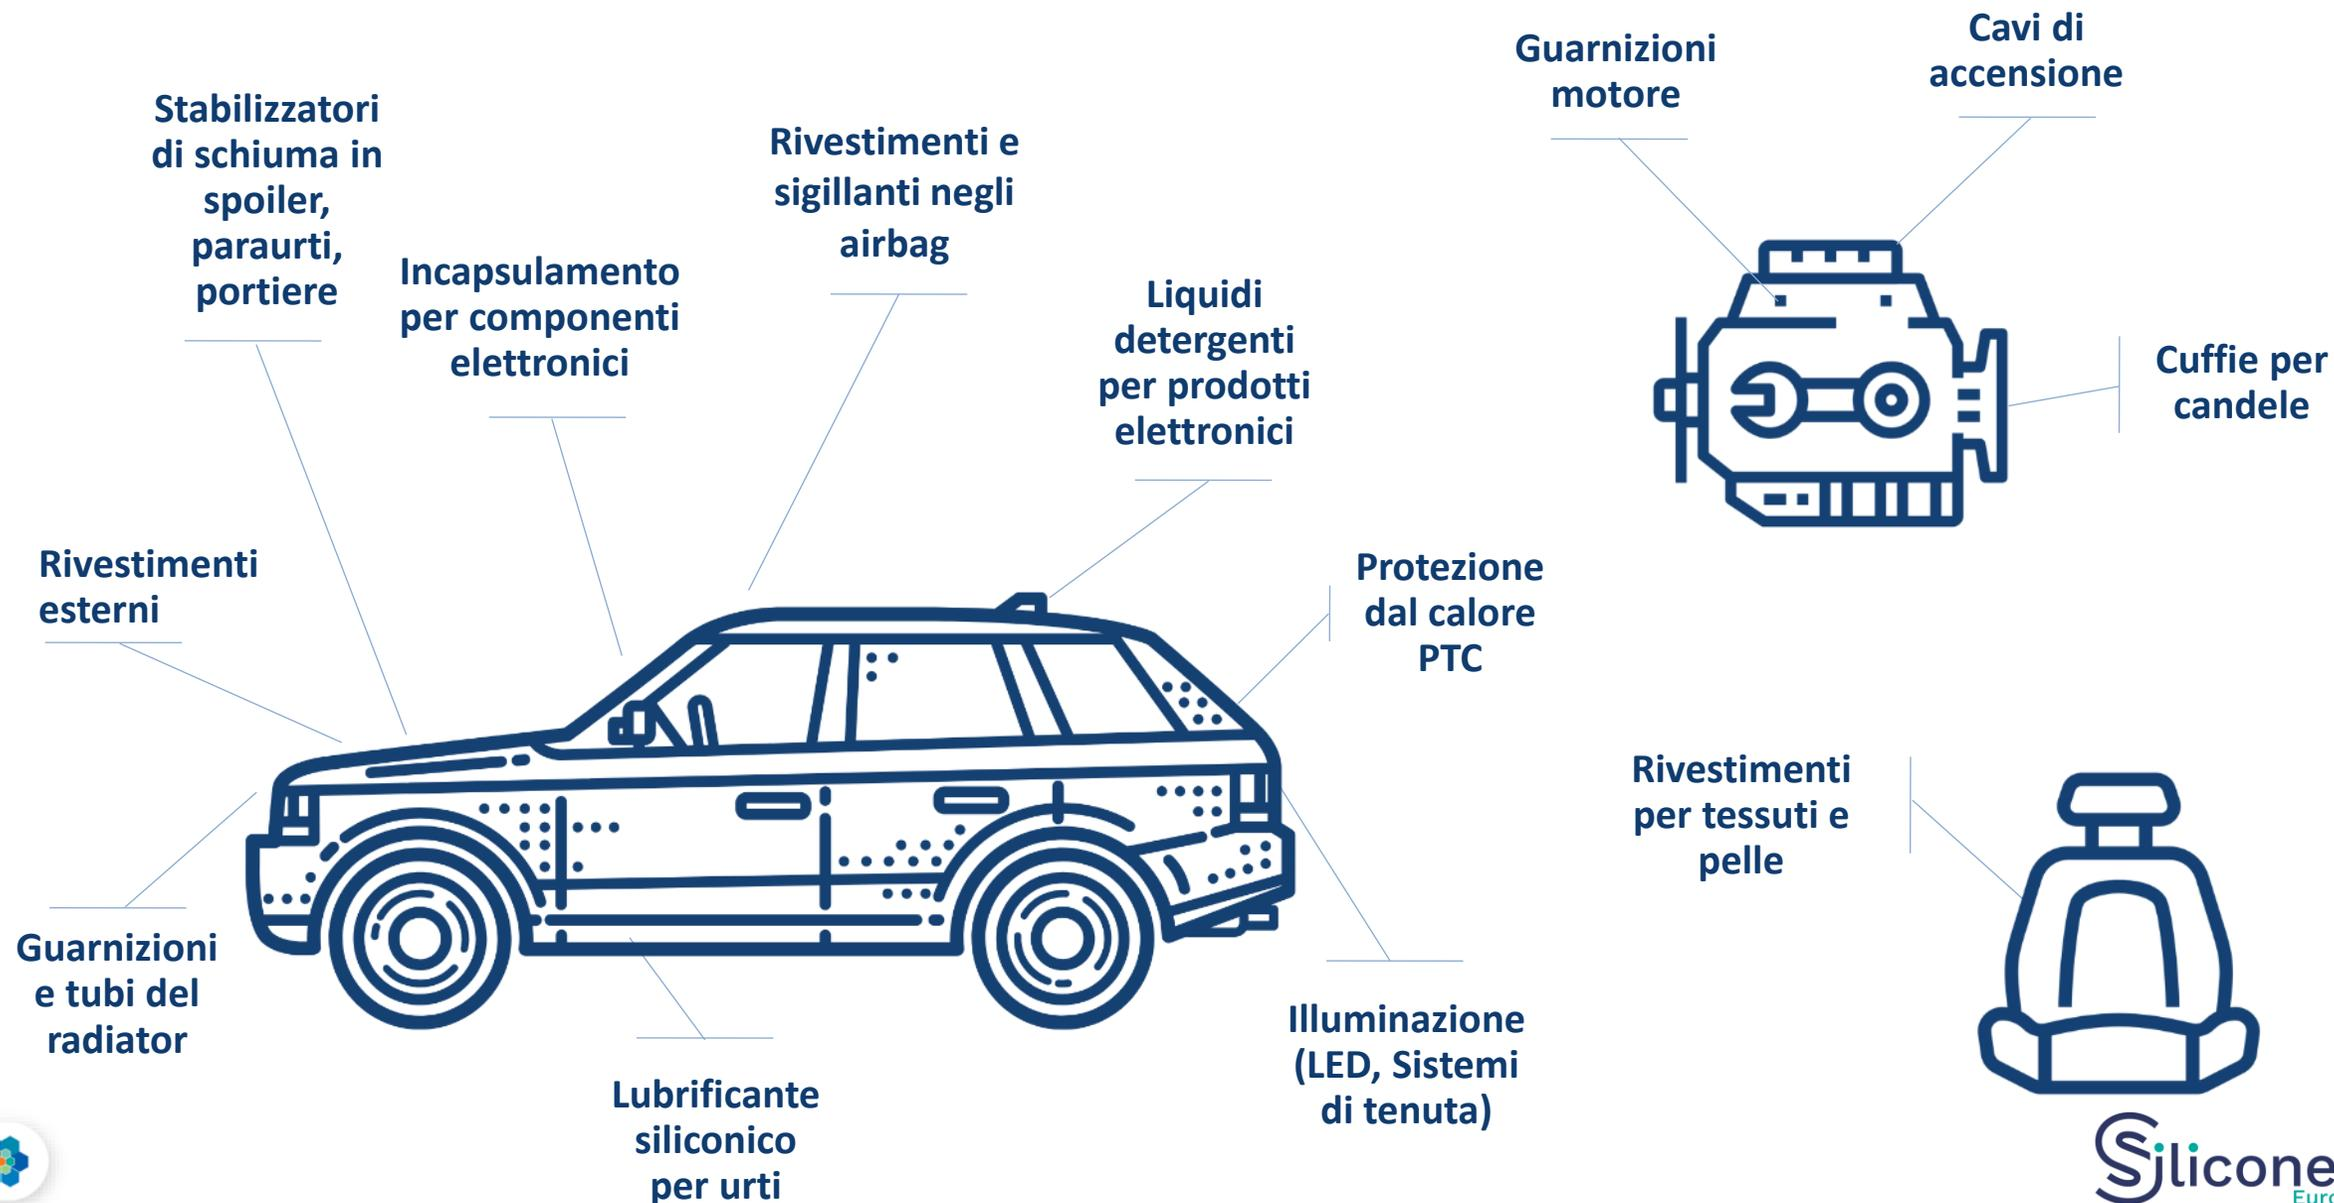 Guarnizioni
motore
Cavi di
accensione
Stabilizzatori
di schiuma in
spoiler,
paraurti,
portiere
Rivestimenti e
sigillanti negli
airbag
Incapsulamento
per componenti
elettronici
Liquidi
detergenti
per prodotti
elettronici
Cuffie per
candele
Rivestimenti
esterni
Protezione
dal calore
PTC
Rivestimenti
per tessuti e
pelle
Guarnizioni
e tubi del
radiator
Illuminazione
(LED, Sistemi
di tenuta)
Lubrificante
siliconico
per urti
Silicone
Euro